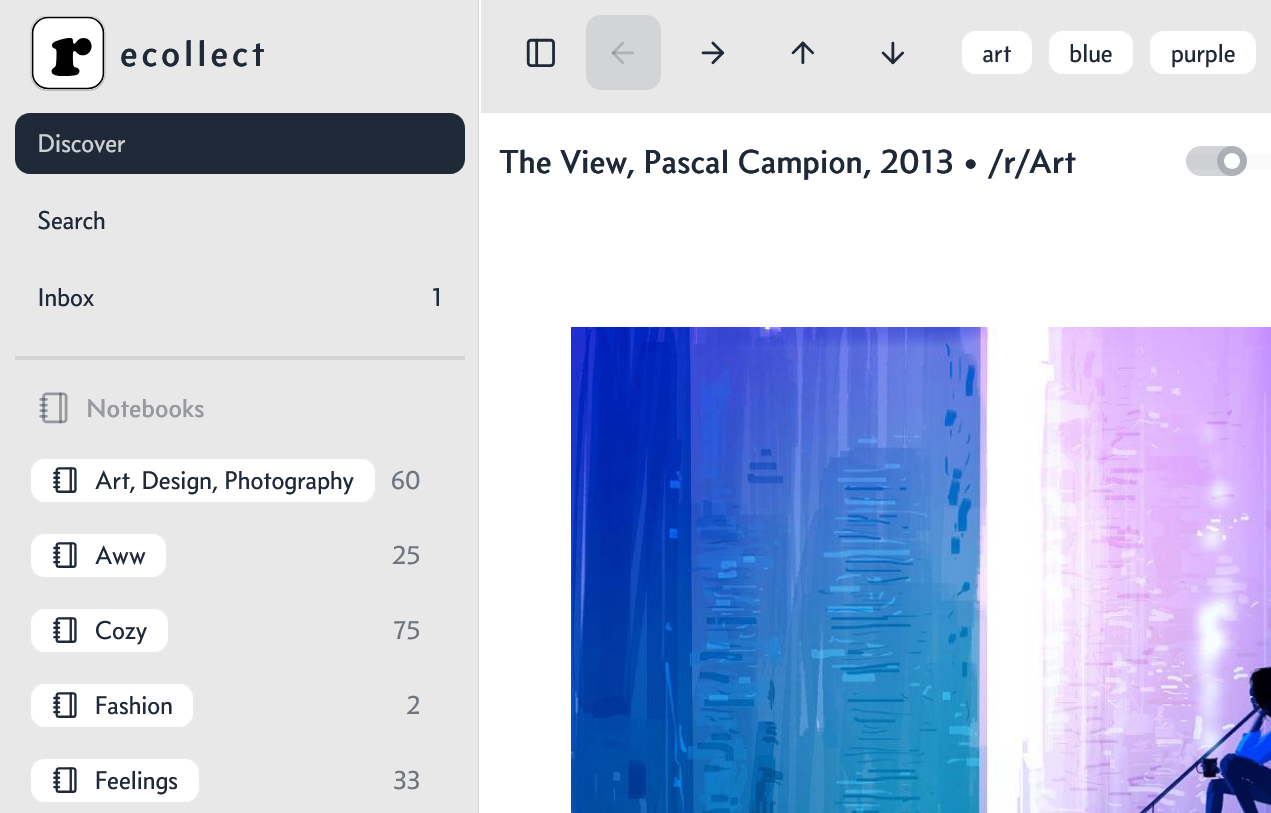 r ecollect
Discover
Search
Inbox 1
Notebooks
Art, Design, Photography 60
Aww 25
Cozy 75
Fashion 2
Feelings 33
art blue purple
The View, Pascal Campion, 2013 • /r/Art